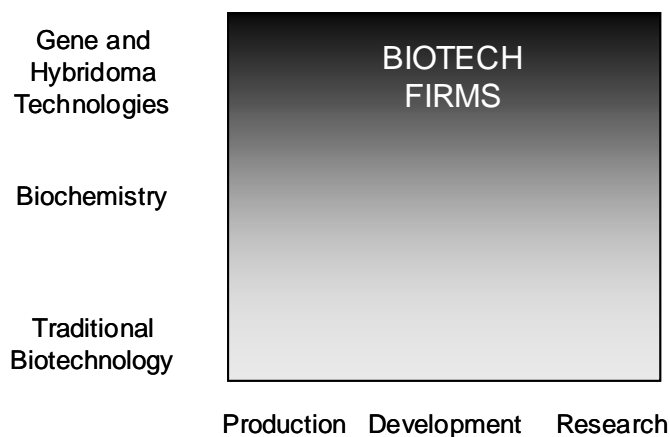 Gene and
Hybridoma
Technologies
BIOTECH
FIRMS
Biochemistry
Traditional
Biotechnology
Production Development Research